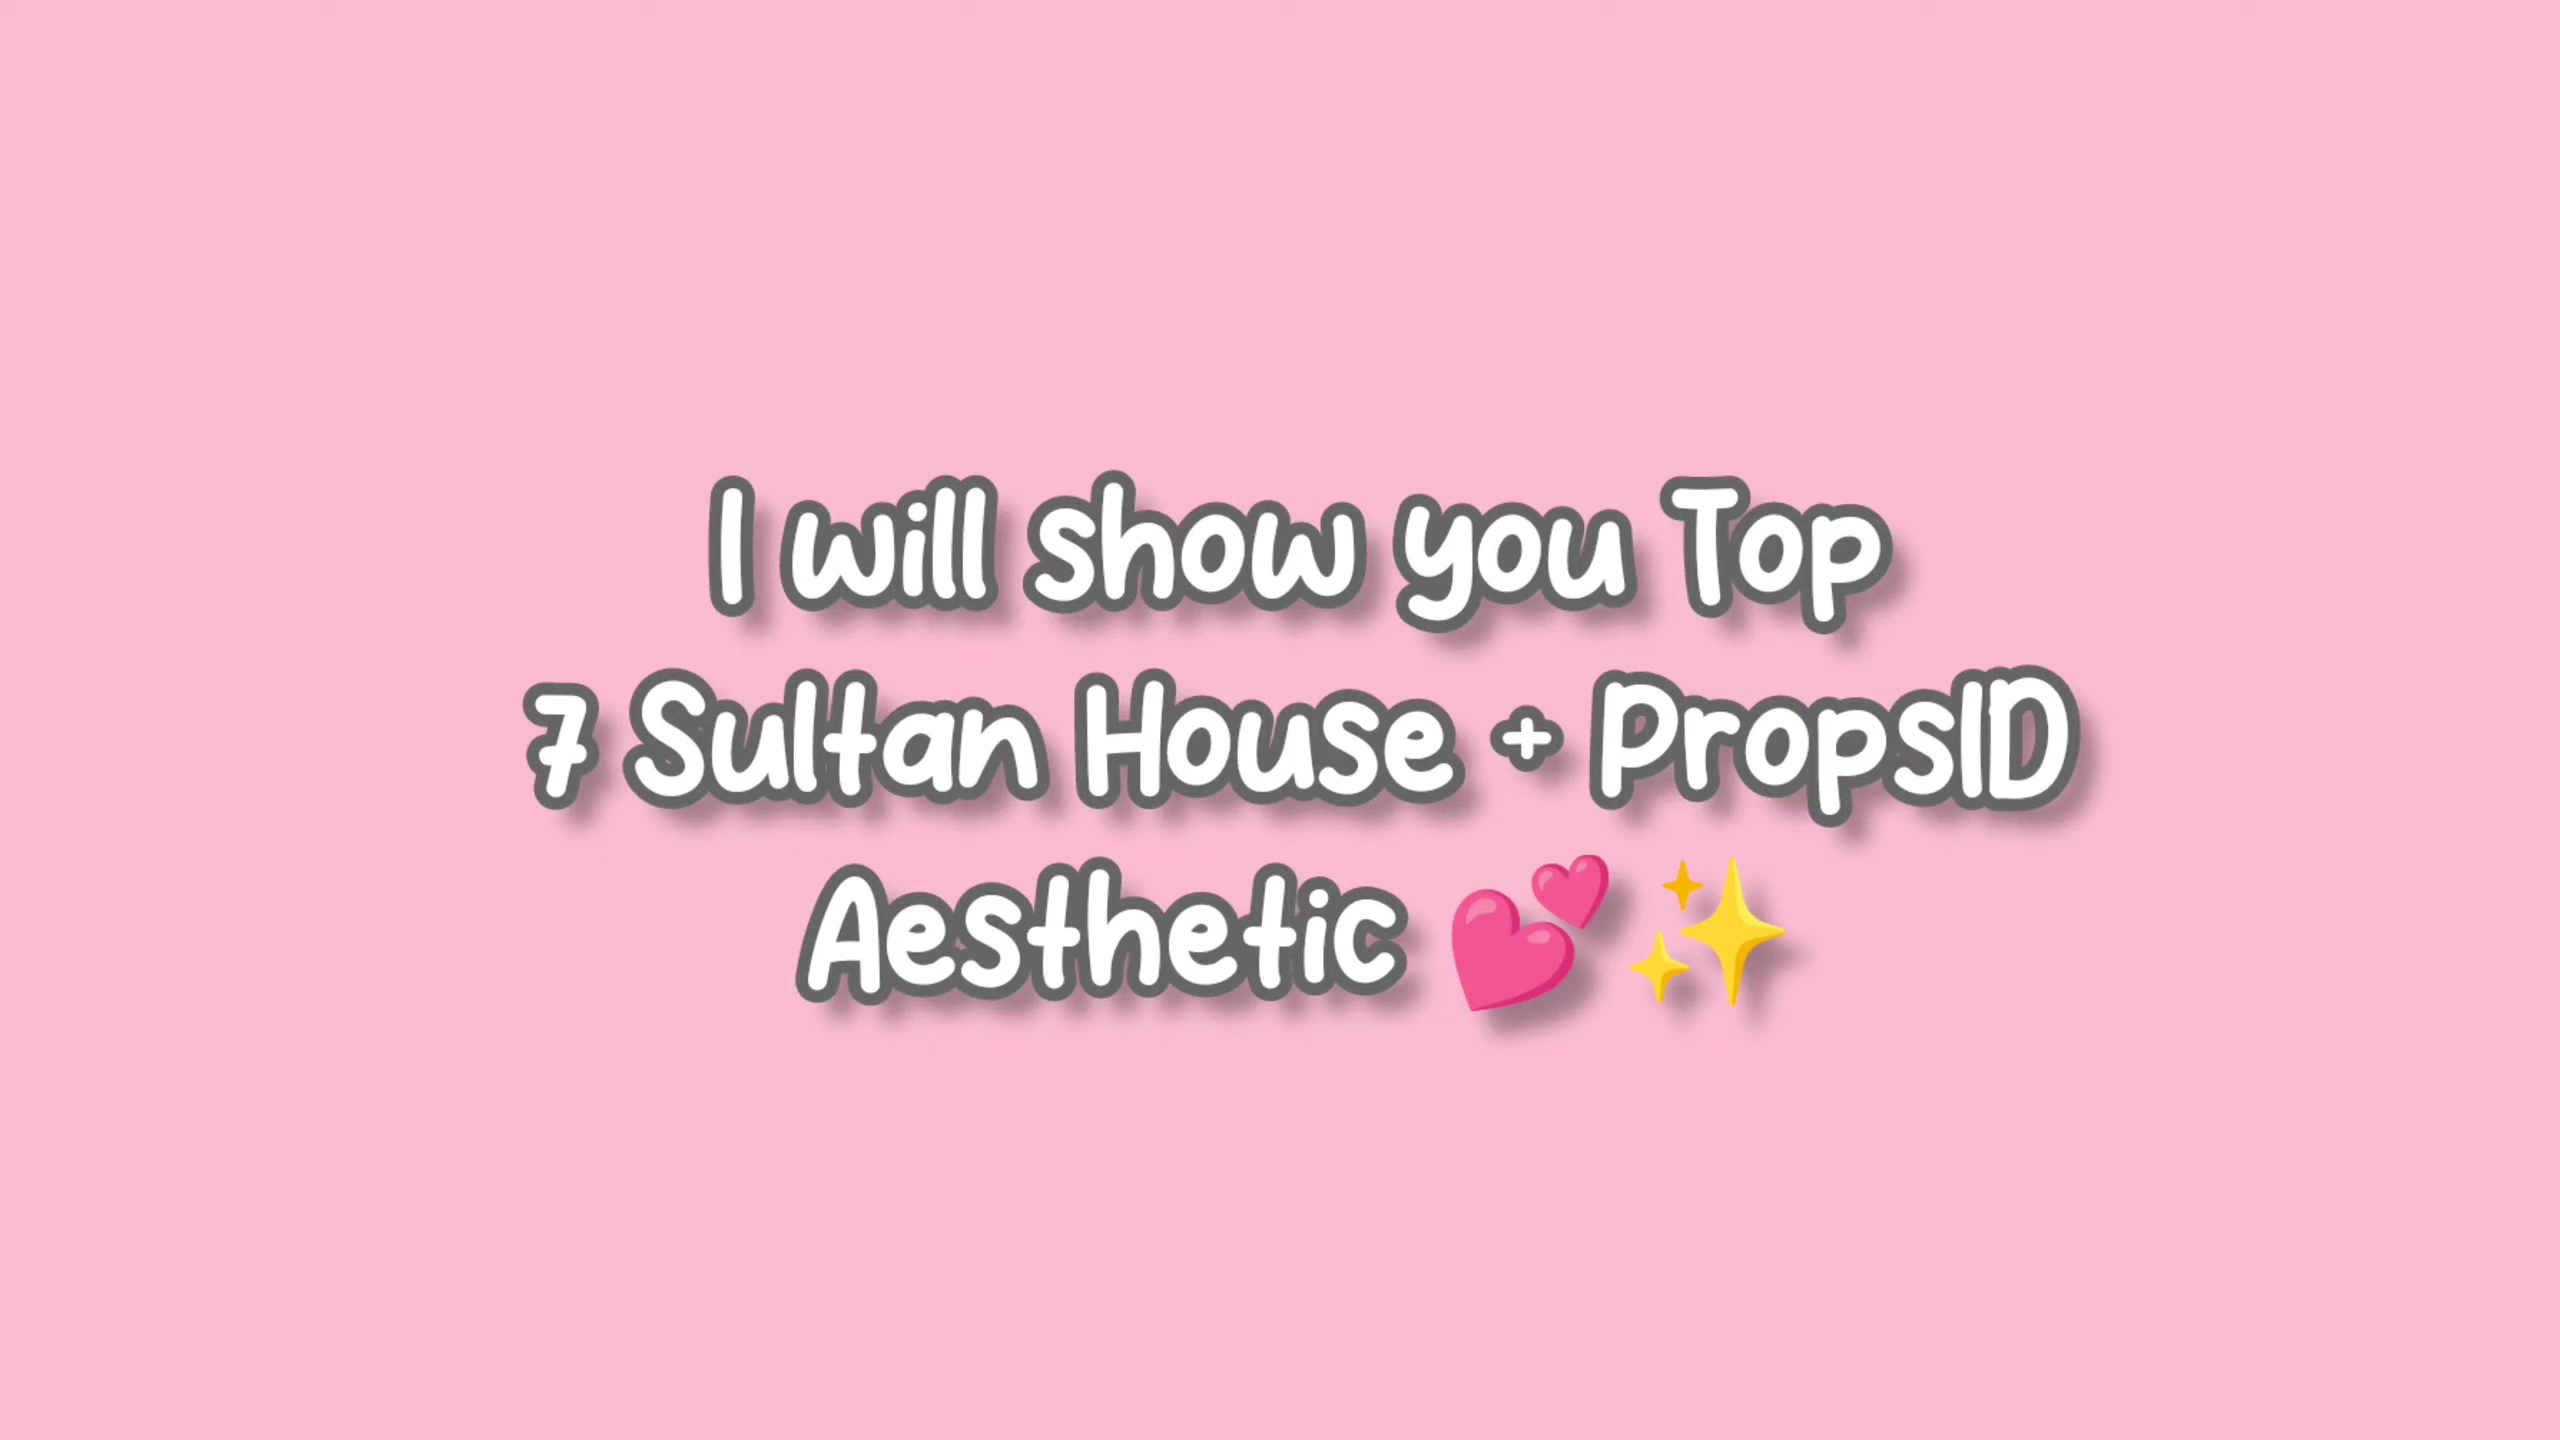 I will show you Top
7 Sultan House + PropsID
Aesthetic 💕✨